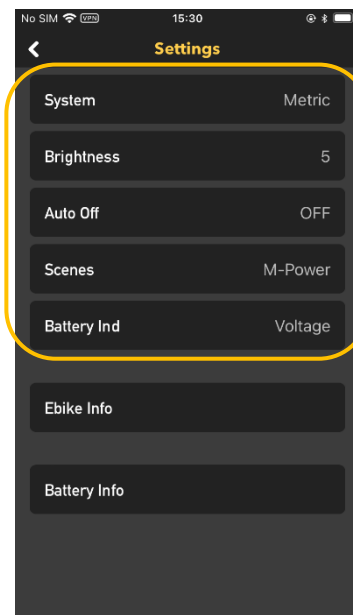 No SIM VPN 15:30
Settings
System Metric
Brightness 5
Auto Off OFF
Scenes M-Power
Battery Ind Voltage
Ebike Info
Battery Info